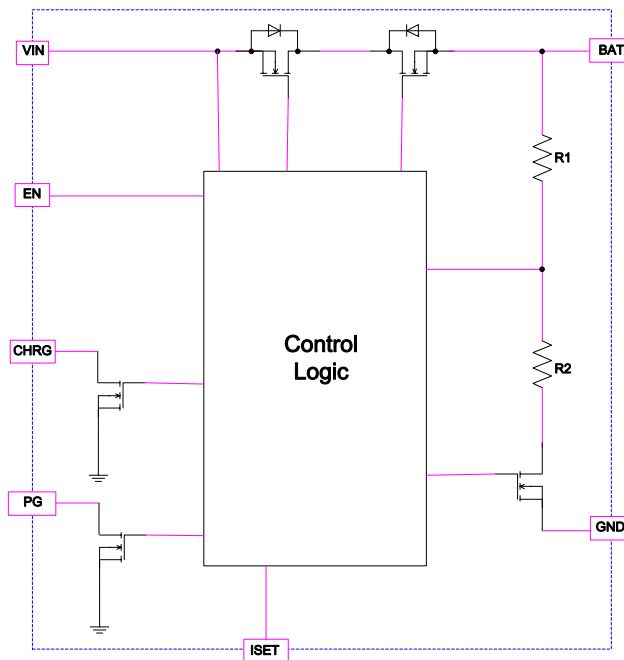 VIN
BAT
R1
EN
Control
Logic
CHRG
R2
PG
GND
ISET